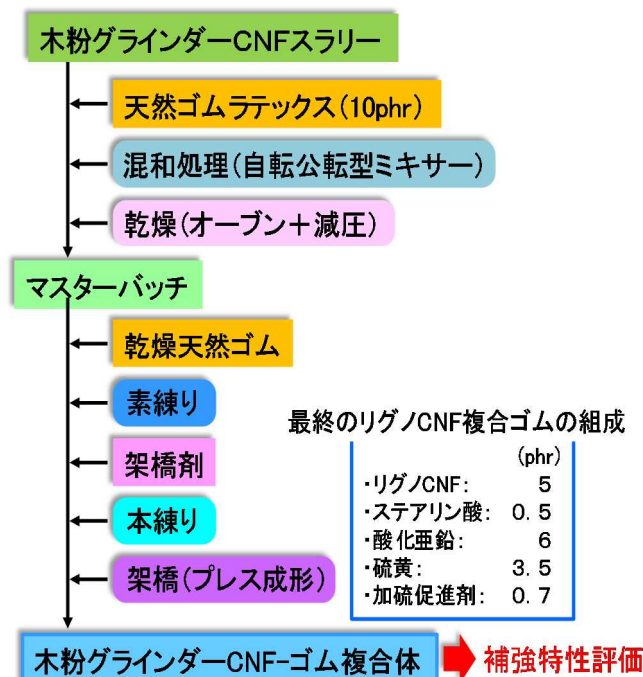 木粉グラインダーCNFスラリー
天然ゴムラテックス(10phr)
混和処理(自転公転型ミキサー)
乾燥(オーブン＋減圧)
マスターバッチ
乾燥天然ゴム
素練り
架橋剤
本練り
架橋(プレス成形)
木粉グラインダーCNF-ゴム複合体
補強特性評価
最終のリグノCNF複合ゴムの組成
(phr)
・リグノCNF: 5
・ステアリン酸: 0.5
・酸化亜鉛: 6
・硫黄: 3.5
・加硫促進剤: 0.7